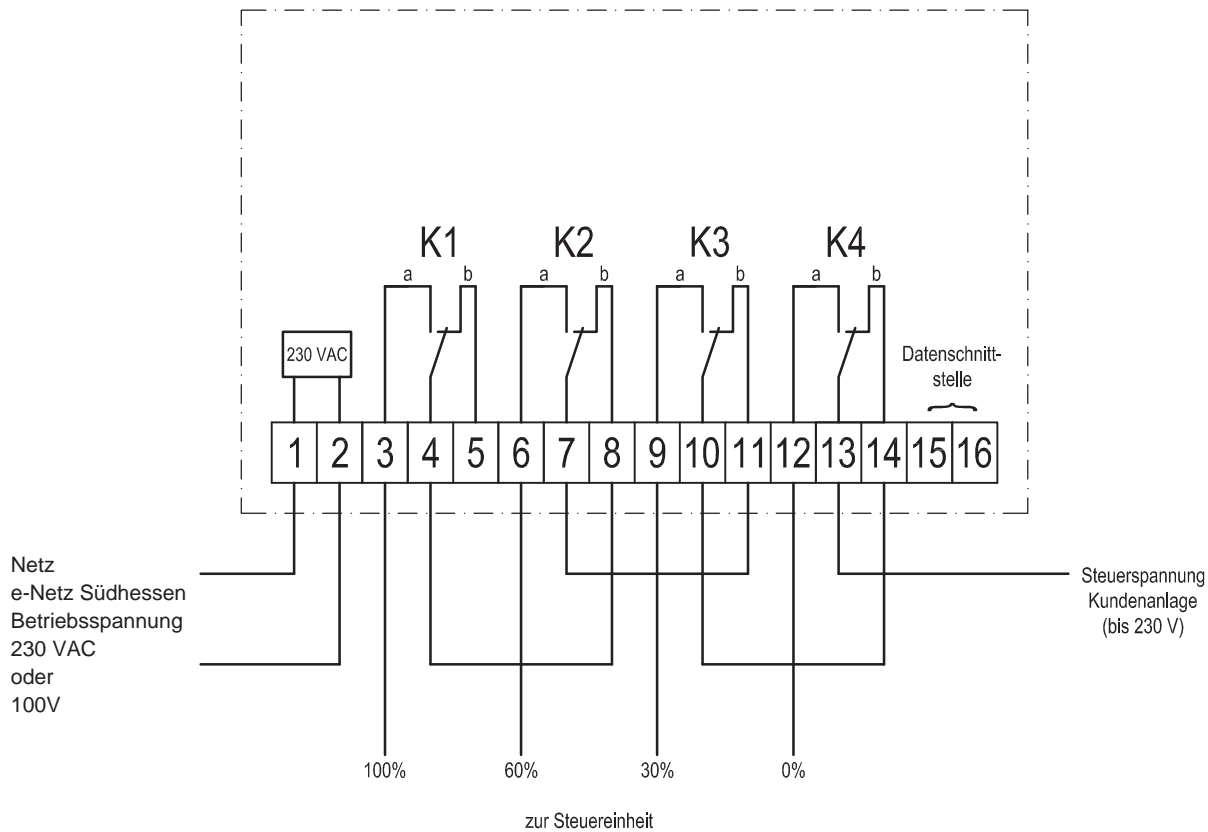 K1 K2 K3 K4
a b a b a b a b
230 VAC
Datenschnitt-
stelle
1 2 3 4 5 6 7 8 9 10 11 12 13 14 15 16
Netz
e-Netz Südhessen
Betriebsspannung
230 VAC
oder
100V
Steuerspannung
Kundenanlage
(bis 230 V)
100% 60% 30% 0%
zur Steuereinheit